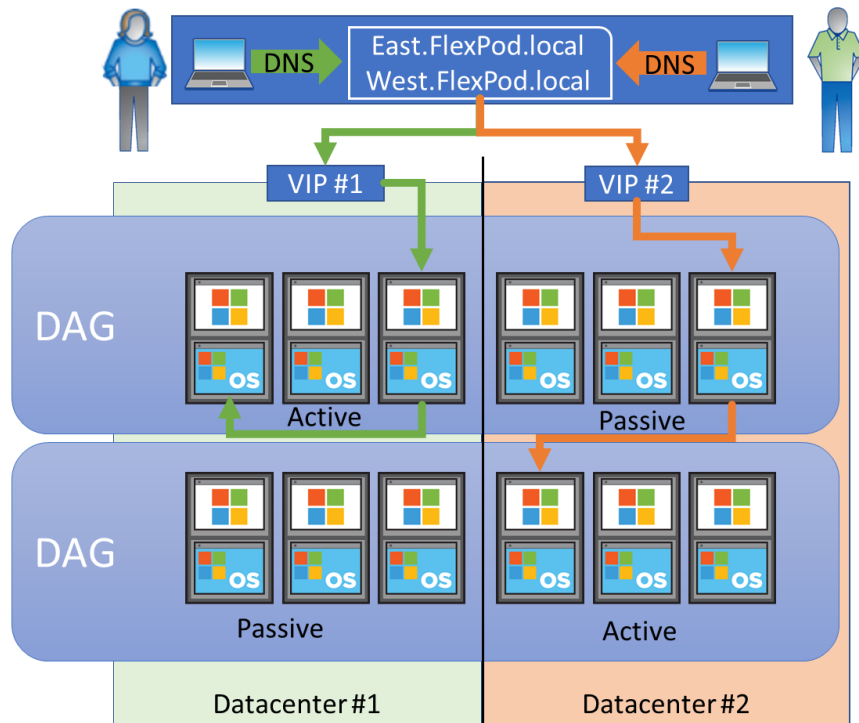 East.FlexPod.local
West.FlexPod.local
DNS
DNS
VIP #1
VIP #2
DAG
OS
OS
OS
OS
OS
OS
Active
Passive
DAG
OS
OS
OS
OS
OS
OS
Passive
Active
Datacenter #1
Datacenter #2